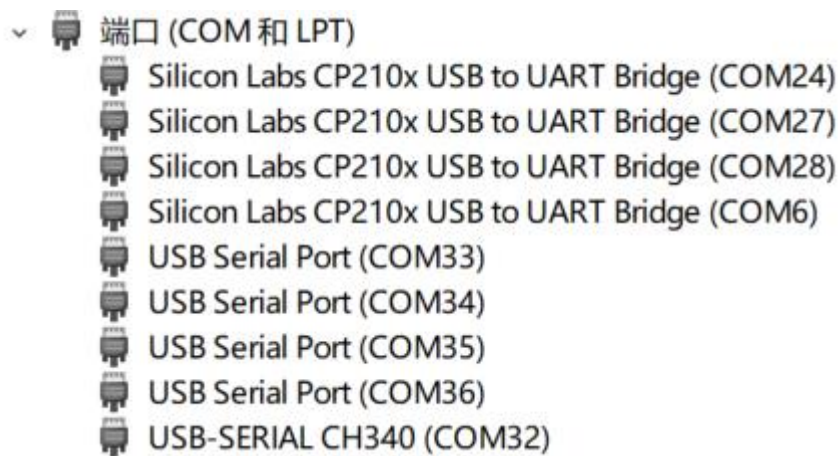 端口 (COM 和 LPT)
Silicon Labs CP210x USB to UART Bridge (COM24)
Silicon Labs CP210x USB to UART Bridge (COM27)
Silicon Labs CP210x USB to UART Bridge (COM28)
Silicon Labs CP210x USB to UART Bridge (COM6)
USB Serial Port (COM33)
USB Serial Port (COM34)
USB Serial Port (COM35)
USB Serial Port (COM36)
USB-SERIAL CH340 (COM32)